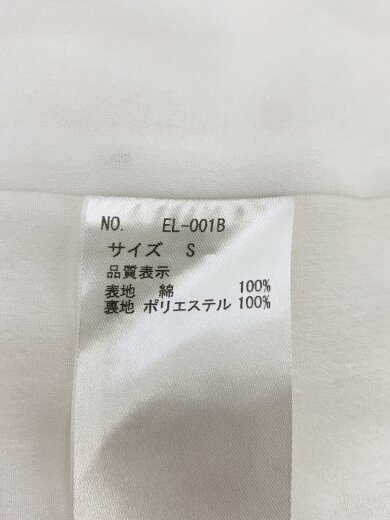 NO. EL-001B
サイズ S
品質表示
表地 綿 100%
裏地 ポリエステル 100%